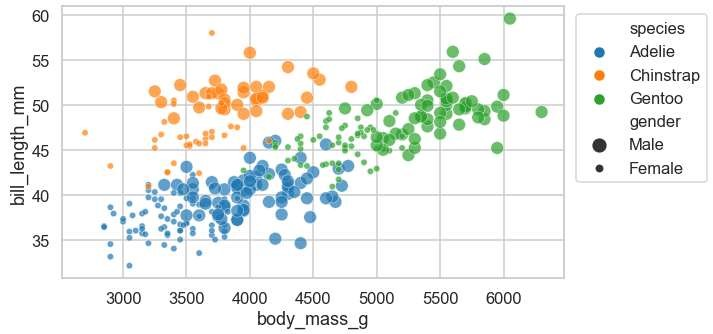 60
55
50
45
40
35
bill_length_mm
3000 3500 4000 4500 5000 5500 6000
body_mass_g
species
Adelie
Chinstrap
Gentoo
gender
Male
Female